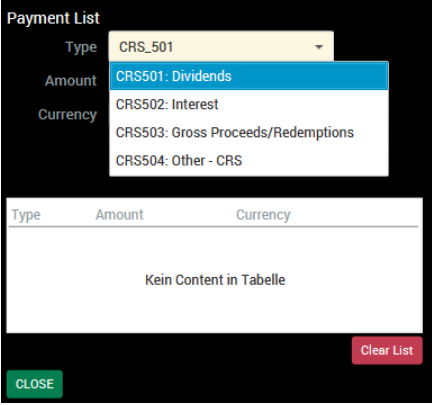 Payment List
Type CRS_501
Amount CRS501: Dividends
CRS502: Interest
Currency
CRS503: Gross Proceeds/Redemptions
CRS504: Other - CRS
Type Amount Currency
Kein Content in Tabelle
Clear List
CLOSE